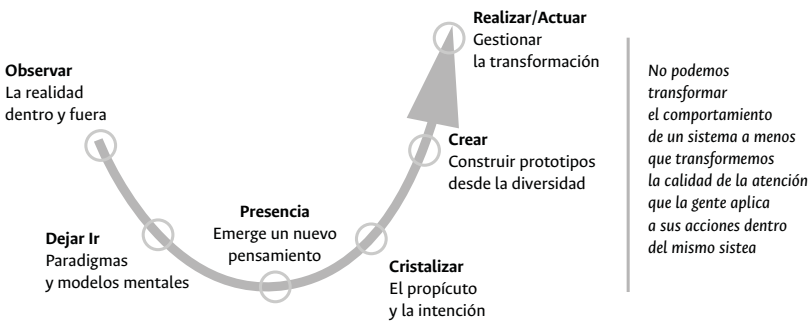 Observar
La realidad
dentro y fuera
Dejar Ir
Paradigmas
y modelos mentales
Presencia
Emerge un nuevo
pensamiento
Cristalizar
El propícuto
y la intención
Crear
Construir prototipos
desde la diversidad
Realizar/Actuar
Gestionar
la transformación
No podemos
transformar
el comportamiento
de un sistema a menos
que transformemos
la calidad de la atención
que la gente aplica
a sus acciones dentro
del mismo sistea